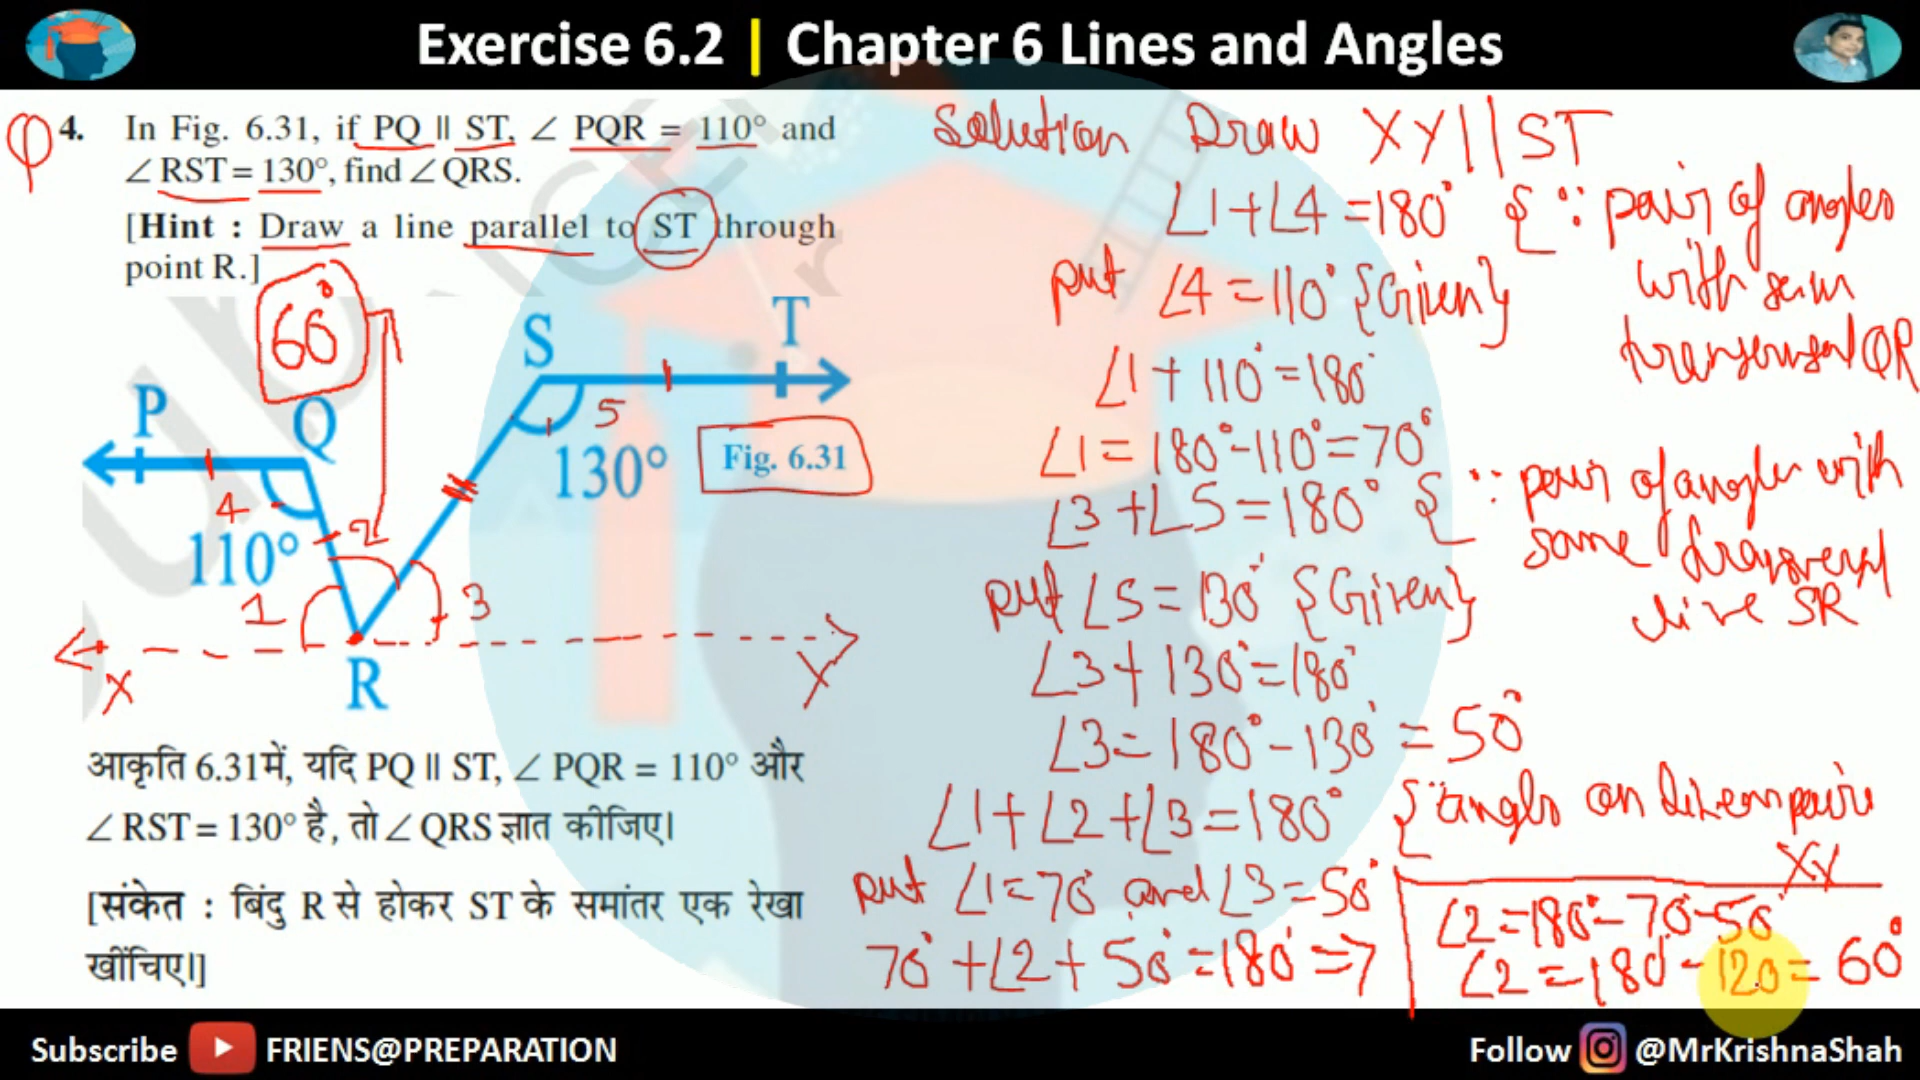 Exercise 6.2 | Chapter 6 Lines and Angles
φ 4. In Fig. 6.31, if PQ || ST, ∠ PQR = 110° and
∠ RST = 130°, find ∠ QRS.
[Hint : Draw a line parallel to ST through
point R.]
60°
S
T
P
Q
5
130°
Fig. 6.31
4
110°
2
1
3
X
R
Y
आकृति 6.31में, यदि PQ || ST, ∠ PQR = 110° और
∠ RST = 130° है, तो ∠ QRS ज्ञात कीजिए।
[संकेत : बिंदु R से होकर ST के समांतर एक रेखा
खींचिए।]
Solution Draw XY||ST
∠1+∠4=180° {∵ pair of angles
with
transversal QR
put ∠4=110° {Given}
∠1+110°=180°
∠1=180°-110°=70°
∠3+∠5=180° {∵ pair of angles with
same transversal
line SR
put ∠5=130° {Given}
∠3+130°=180°
∠3=180°-130°=50°
∠1+∠2+∠3=180° {∵ angles on
XY
put ∠1=70° and ∠3=50°
70°+∠2+50°=180°=>
∠2=180°-70°-50°
∠2=180°-120=60°
Subscribe FRIENS@PREPARATION
Follow @MrKrishnaShah